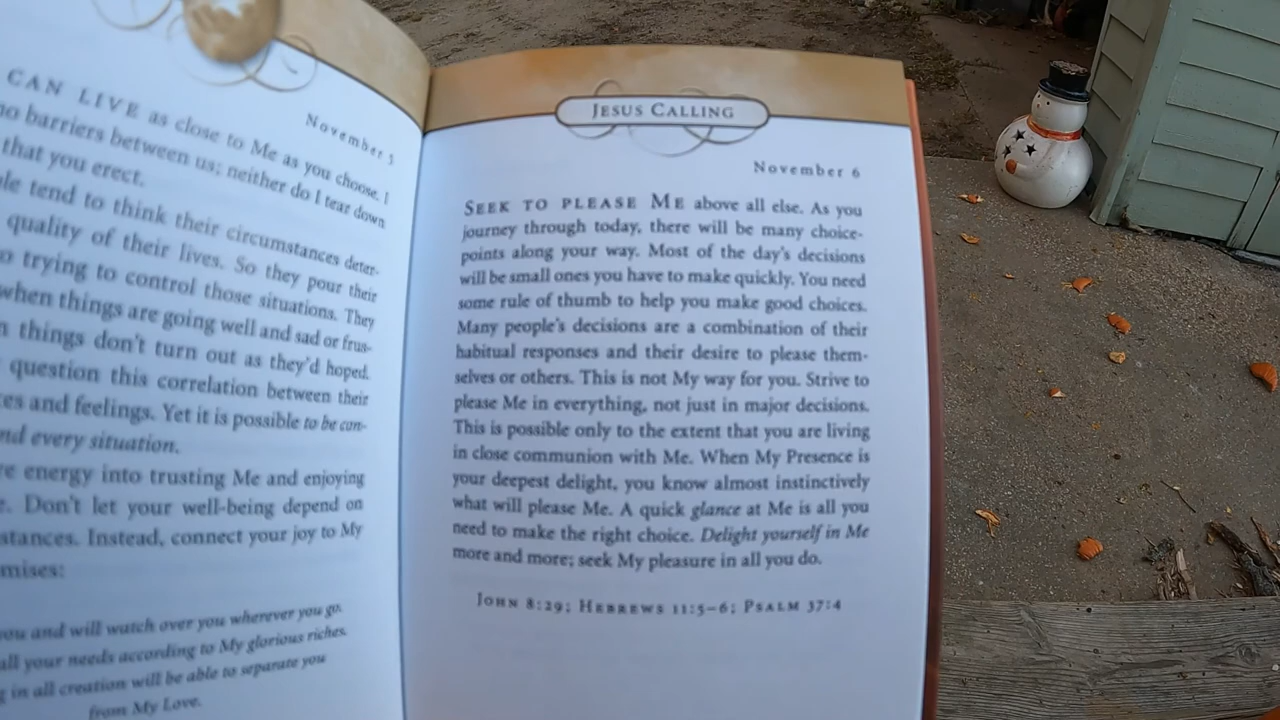 November 5
CAN LIVE as close to Me as you choose. I
no barriers between us; neither do I tear down
that you erect.
tend to think their circumstances deter-
quality of their lives. So they pour their
trying to control those situations. They
when things are going well and sad or frus-
things don't turn out as they'd hoped.
question this correlation between their
and feelings. Yet it is possible to be con-
every situation.
energy into trusting Me and enjoying
Don't let your well-being depend on
Instead, connect your joy to My
you and will watch over you wherever you go.
all your needs according to My glorious riches.
in all creation will be able to separate you
from My Love.
JESUS CALLING
November 6
SEEK TO PLEASE ME above all else. As you
journey through today, there will be many choice-
points along your way. Most of the day's decisions
will be small ones you have to make quickly. You need
some rule of thumb to help you make good choices.
Many people's decisions are a combination of their
habitual responses and their desire to please them-
selves or others. This is not My way for you. Strive to
please Me in everything, not just in major decisions.
This is possible only to the extent that you are living
in close communion with Me. When My Presence is
your deepest delight, you know almost instinctively
what will please Me. A quick glance at Me is all you
need to make the right choice. Delight yourself in Me
more and more; seek My pleasure in all you do.
JOHN 8:29; HEBREWS 11:5–6; PSALM 37:4